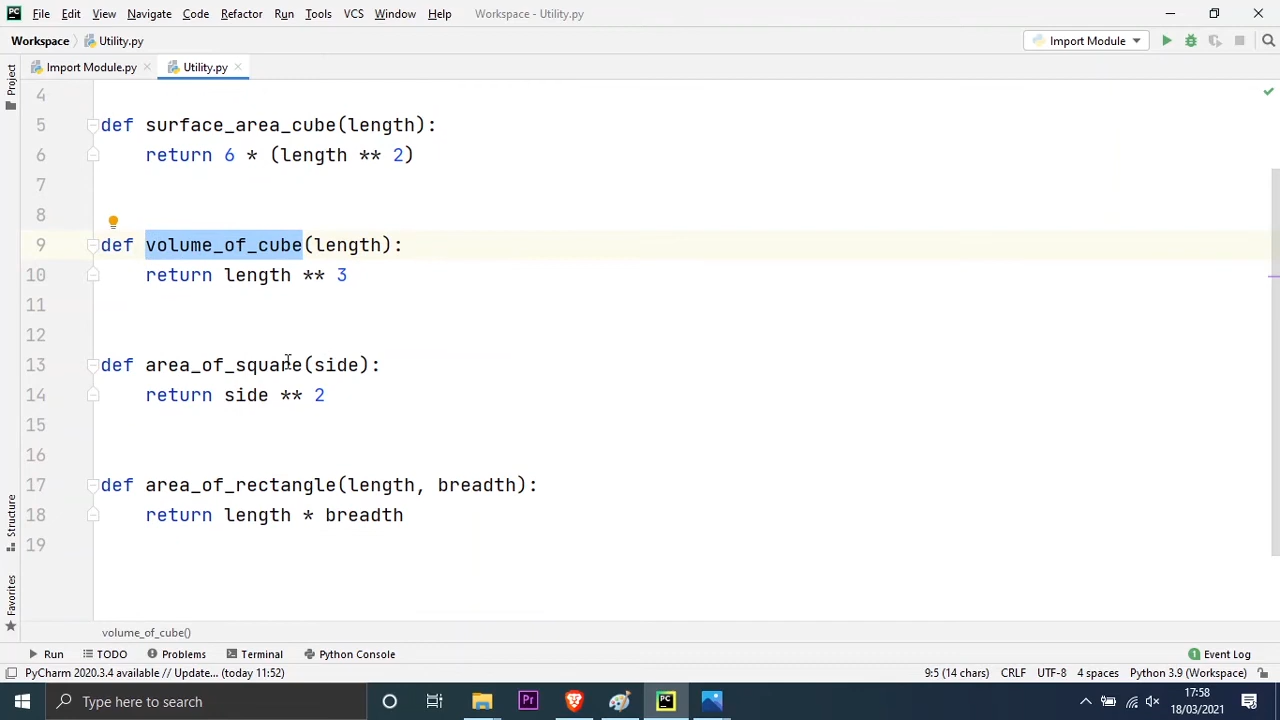 PC File Edit View Navigate Code Refactor Run Tools VCS Window Help Workspace - Utility.py
Workspace Utility.py Import Module
Import Module.py Utility.py
Project
4
5 def surface_area_cube(length):
6 return 6 * (length ** 2)
7
8
9 def volume_of_cube(length):
10 return length ** 3
11
12
13 def area_of_square(side):
14 return side ** 2
15
16
17 def area_of_rectangle(length, breadth):
18 return length * breadth
19
Structure
Favorites
volume_of_cube()
Run TODO Problems Terminal Python Console 1 Event Log
PyCharm 2020.3.4 available // Update... (today 11:52) 9:5 (14 chars) CRLF UTF-8 4 spaces Python 3.9 (Workspace)
Type here to search Pr PC 17:58
18/03/2021